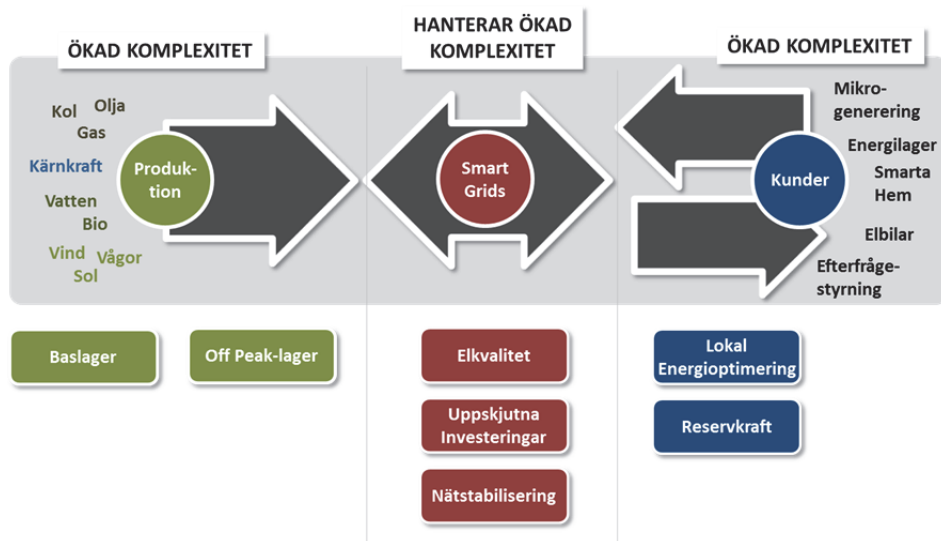 ÖKAD KOMPLEXITET
HANTERAR ÖKAD
KOMPLEXITET
ÖKAD KOMPLEXITET
Kol
Olja
Gas
Kärnkraft
Vatten
Bio
Vind
Vågor
Sol
Produk-
tion
Smart
Grids
Kunder
Mikro-
generering
Energilager
Smarta
Hem
Elbilar
Efterfråge-
styrning
Baslager
Off Peak-lager
Elkvalitet
Uppskjutna
Investeringar
Nätstabilisering
Lokal
Energioptimering
Reservkraft